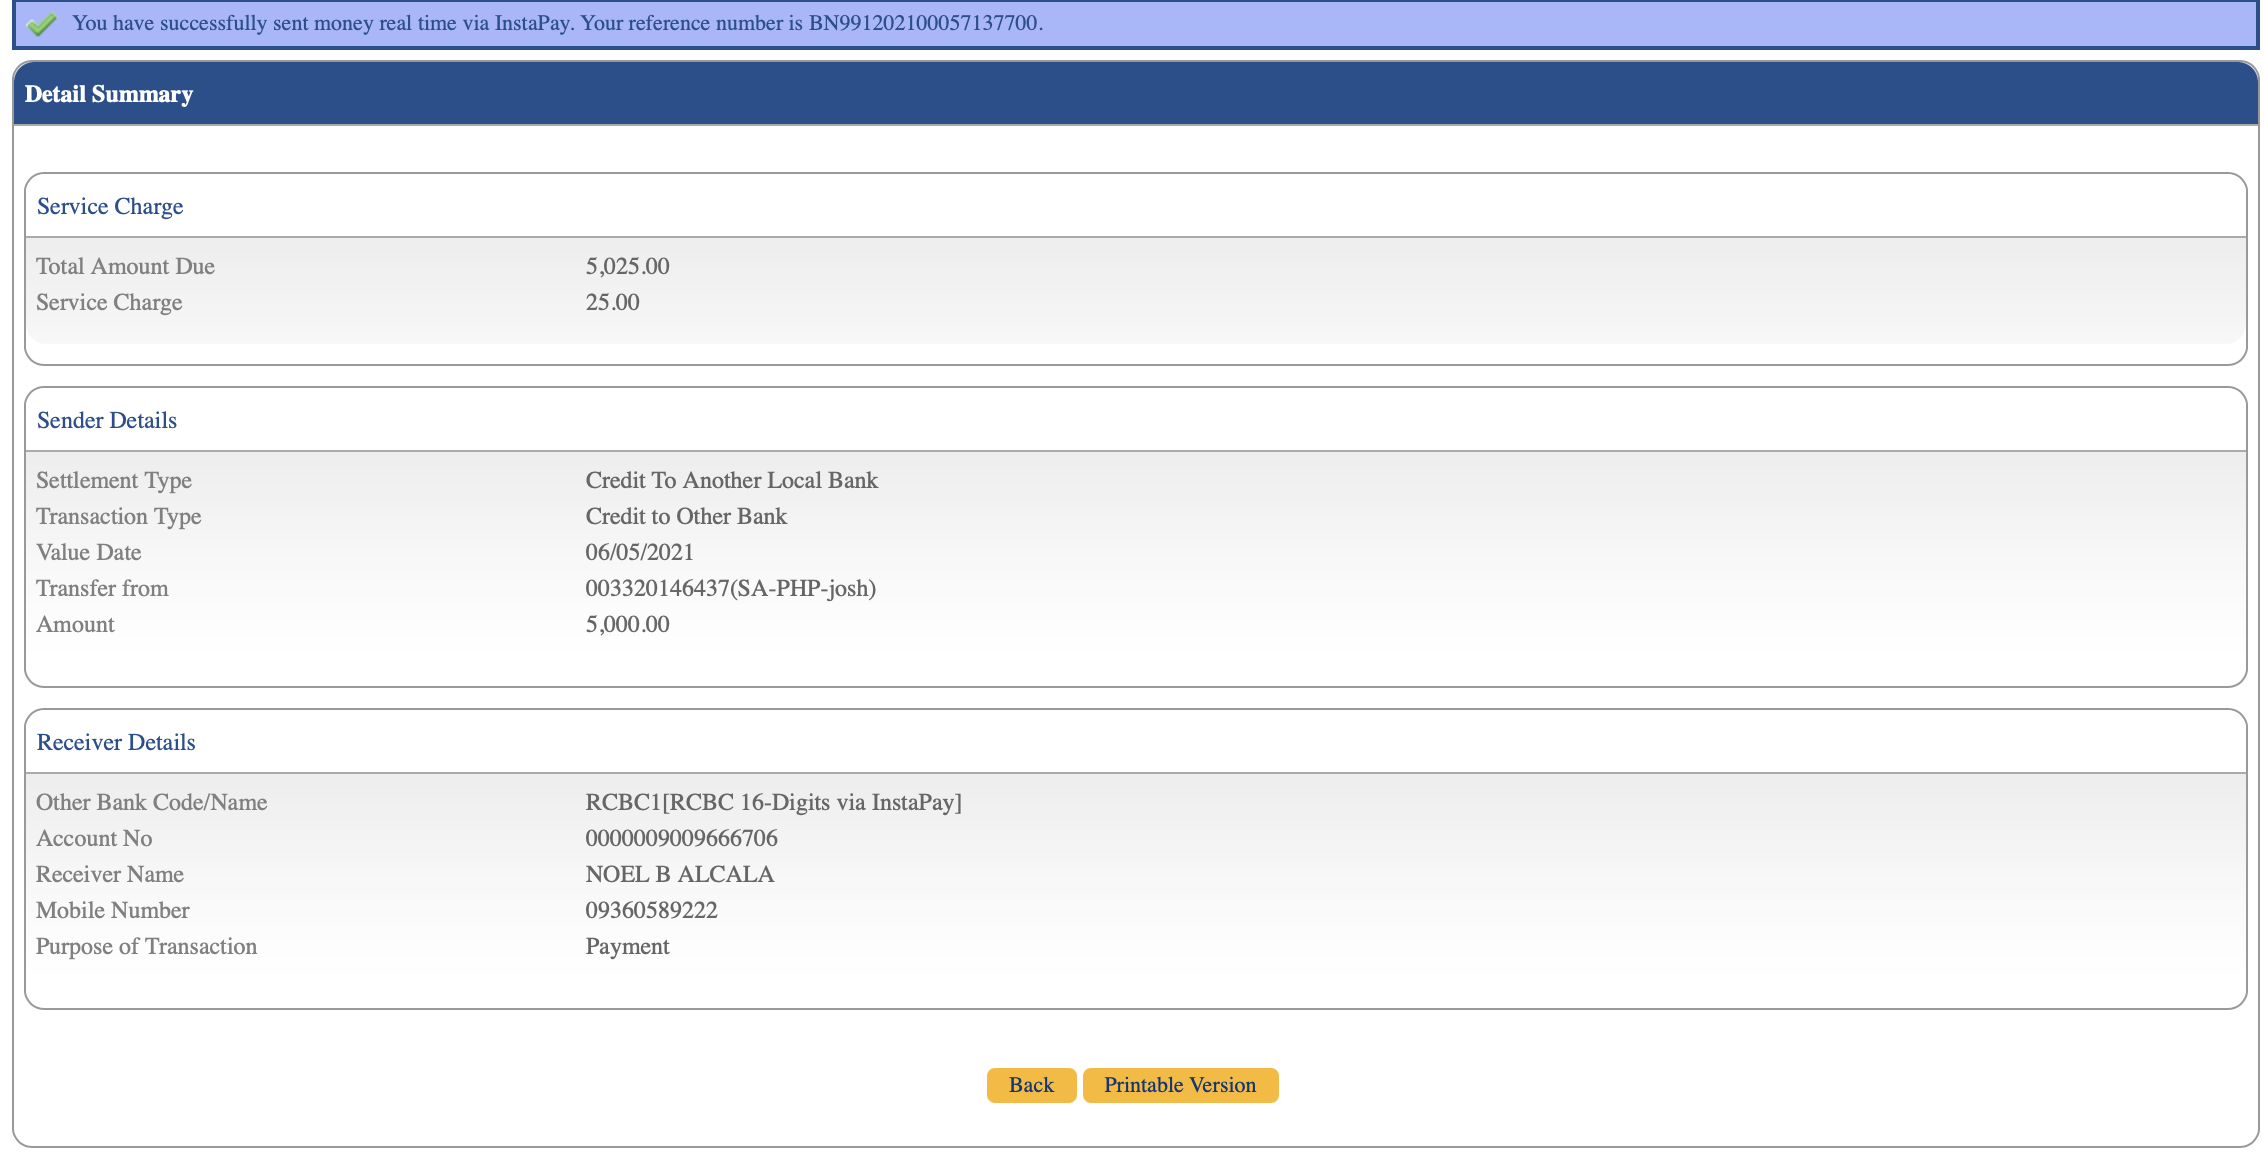 You have successfully sent money real time via InstaPay. Your reference number is BN991202100057137700.
Detail Summary
Service Charge
Total Amount Due 5,025.00
Service Charge 25.00
Sender Details
Settlement Type Credit To Another Local Bank
Transaction Type Credit to Other Bank
Value Date 06/05/2021
Transfer from 003320146437(SA-PHP-josh)
Amount 5,000.00
Receiver Details
Other Bank Code/Name RCBC1[RCBC 16-Digits via InstaPay]
Account No 0000009009666706
Receiver Name NOEL B ALCALA
Mobile Number 09360589222
Purpose of Transaction Payment
Back Printable Version